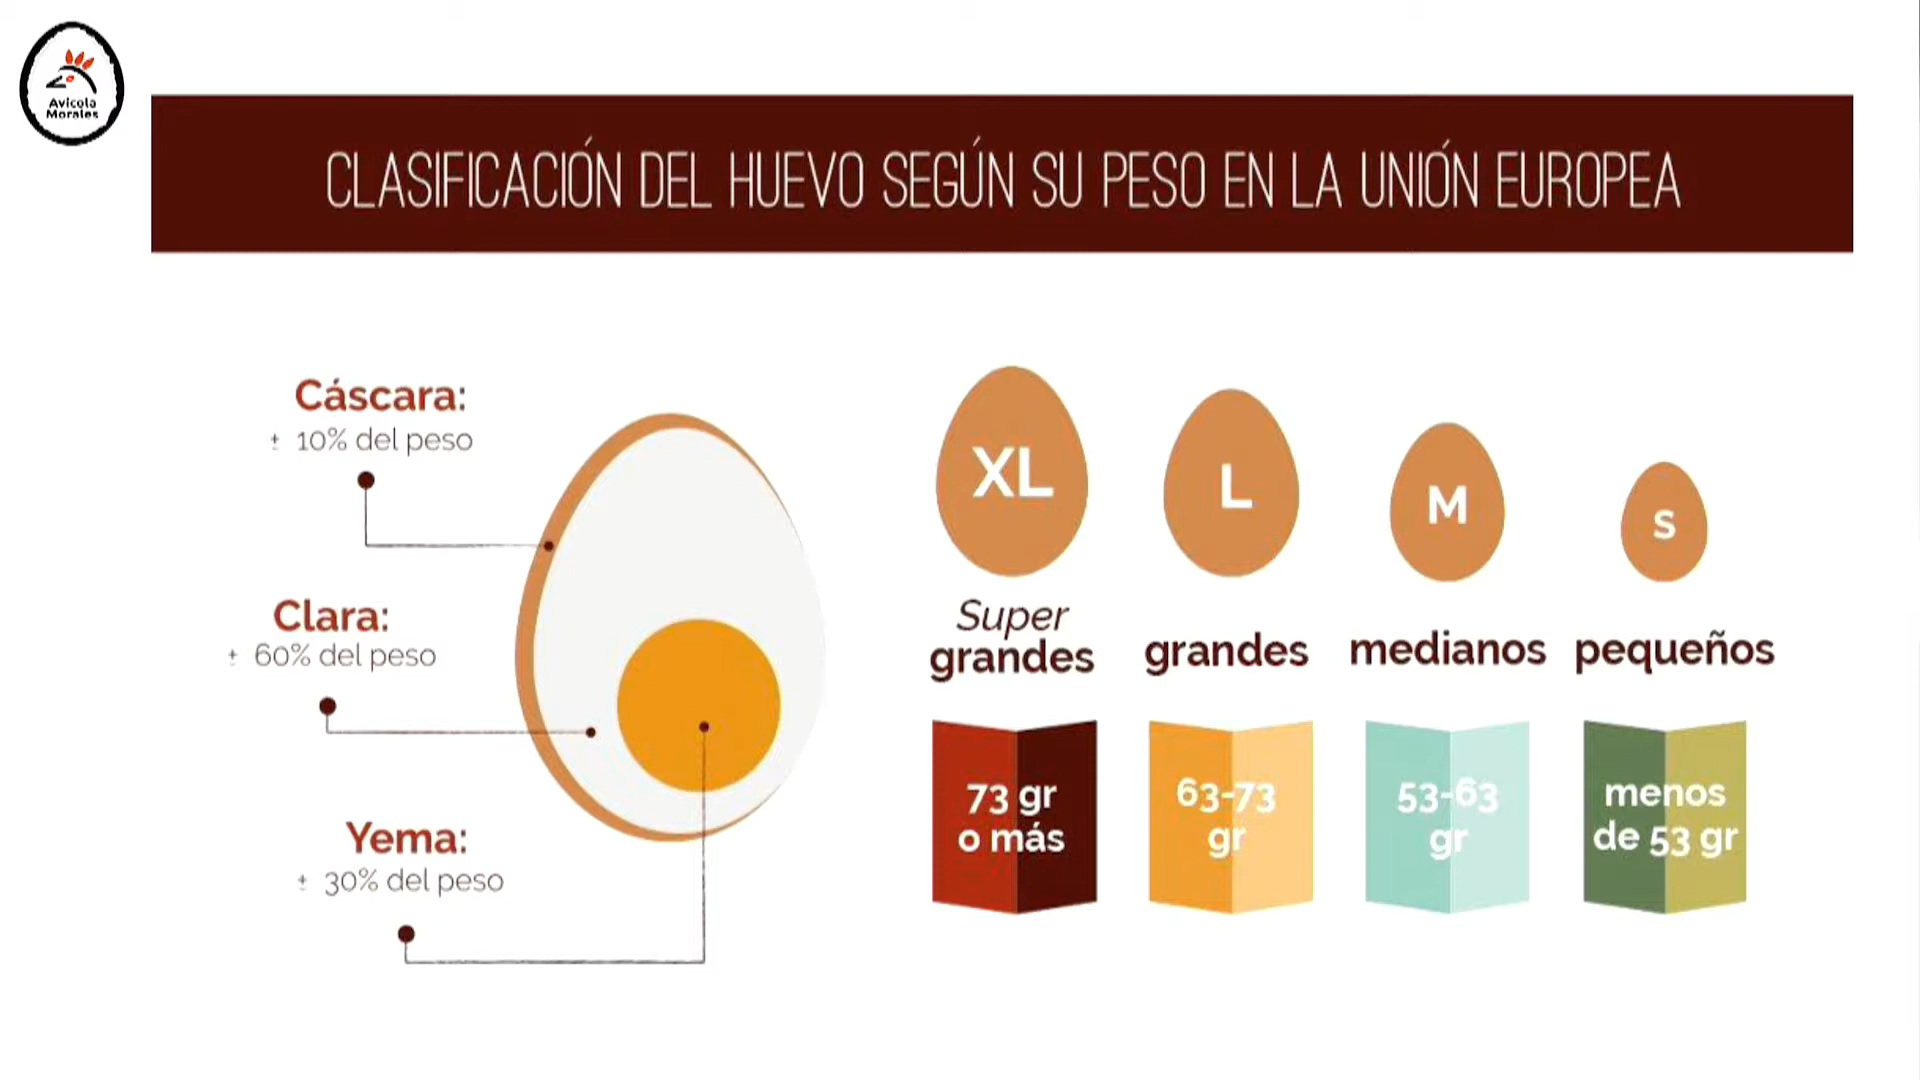 Avicola
Morales
CLASIFICACIÓN DEL HUEVO SEGÚN SU PESO EN LA UNIÓN EUROPEA
Cáscara:
± 10% del peso
Clara:
± 60% del peso
Yema:
± 30% del peso
XL
L
M
S
Super
grandes
grandes
medianos
pequeños
73 gr
o más
63-73
gr
53-63
gr
menos
de 53 gr